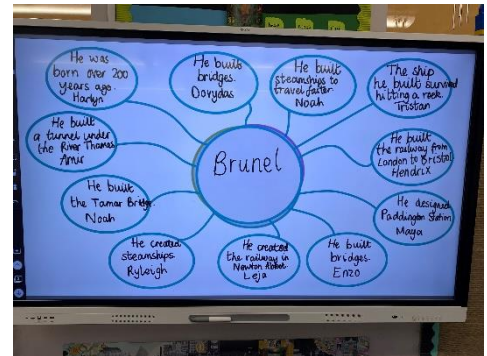 He was
born over 200
years ago.
Harlyn
He built
bridges.
Dorydas
He built
steamships to
travel faster
Noah
The ship
he built survived
hitting a rock.
Tristan
He built
a tunnel under
the River Thames
Amir
Brunel
He built
the railway from
London to Bristol
Hendrix
He built
the Tamar Bridge.
Noah
He designed
Paddington Station
Maya
He created
steamships.
Ryleigh
He created
the railway in
Newton Abbot.
Leja
He built
bridges.
Enzo